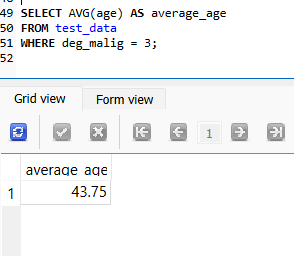 49 SELECT AVG(age) AS average_age
50 FROM test_data
51 WHERE deg_malig = 3;
52
Grid view Form view
1
average_age
1 43.75